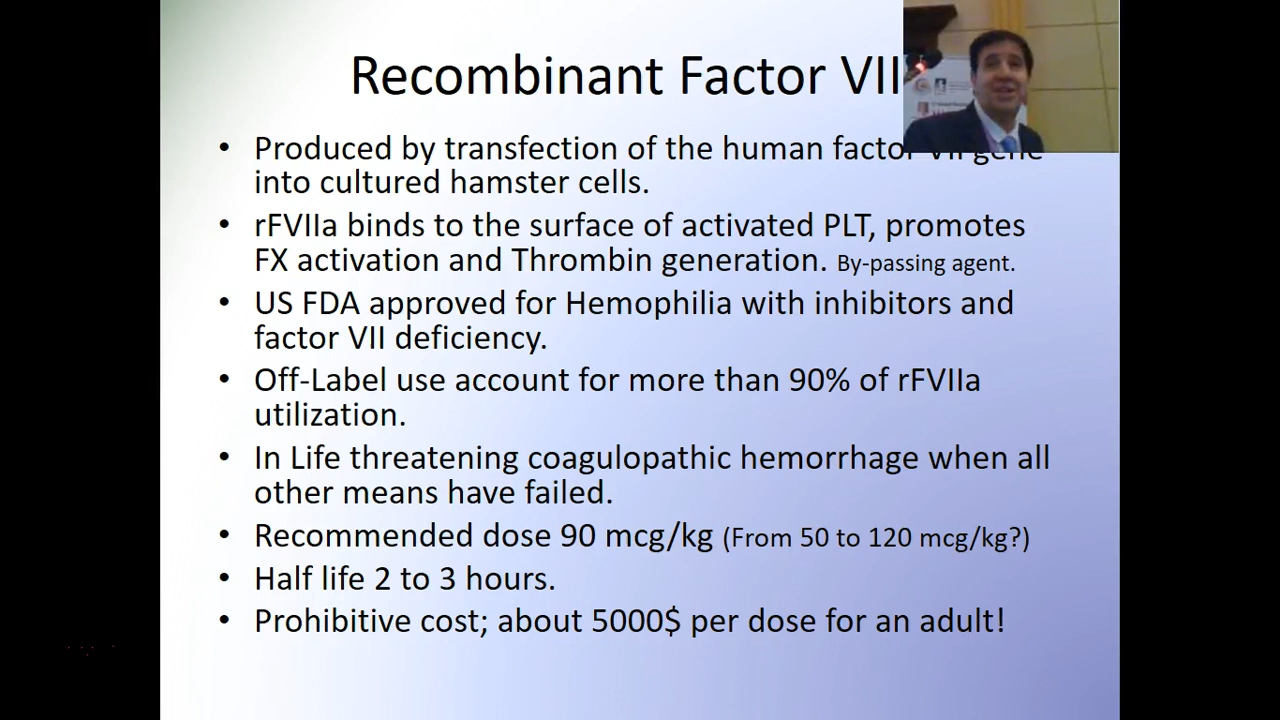 Recombinant Factor VII
• Produced by transfection of the human factor VII gene
into cultured hamster cells.
• rFVIIa binds to the surface of activated PLT, promotes
FX activation and Thrombin generation. By-passing agent.
• US FDA approved for Hemophilia with inhibitors and
factor VII deficiency.
• Off-Label use account for more than 90% of rFVIIa
utilization.
• In Life threatening coagulopathic hemorrhage when all
other means have failed.
• Recommended dose 90 mcg/kg (From 50 to 120 mcg/kg?)
• Half life 2 to 3 hours.
• Prohibitive cost; about 5000$ per dose for an adult!